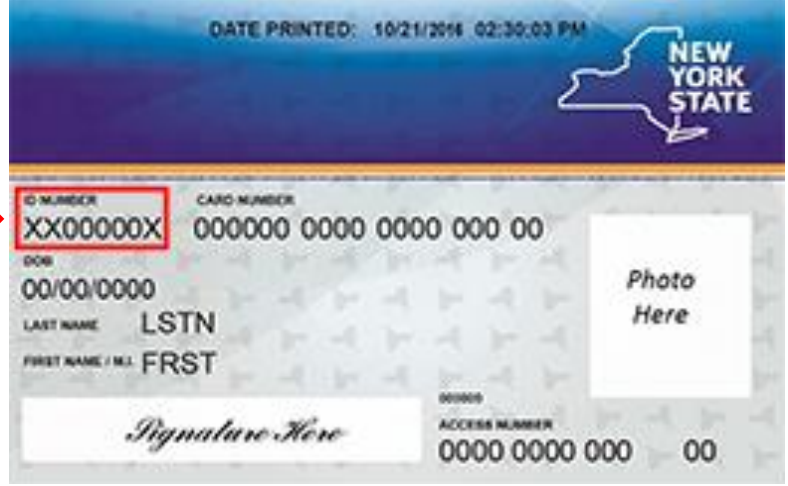 DATE PRINTED: 10/21/2016 02:30:03 PM
NEW
YORK
STATE
ID NUMBER CARD NUMBER
XX00000X 000000 0000 0000 000 00
DOB
00/00/0000
Photo
Here
LAST NAME LSTN
FIRST NAME / M.I. FRST
Signature Here
000000
ACCESS NUMBER
0000 0000 000 00